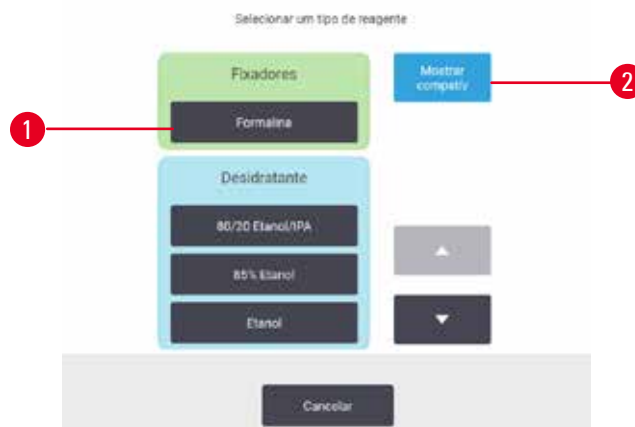 Selecionar um tipo de reagente
Fixadores
Mostrar
compatív
2
1
Formalina
Desidratante
80/20 Etanol/IPA
85% Etanol
Etanol
Cancelar